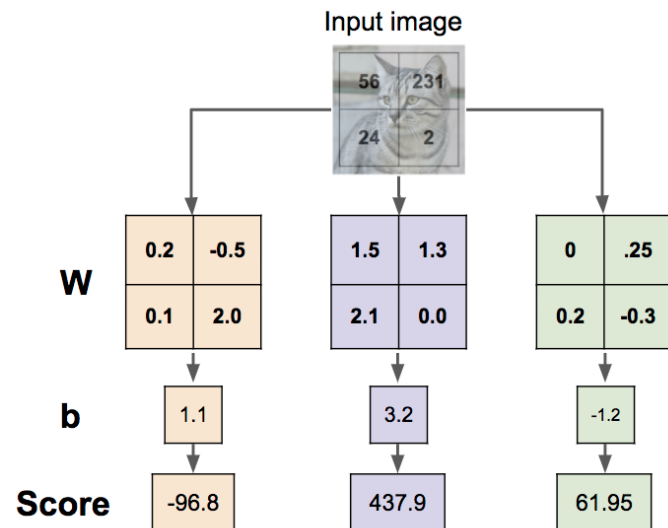 Input image
56 231
24 2
W
0.2 -0.5 1.5 1.3 0 .25
0.1 2.0 2.1 0.0 0.2 -0.3
b 1.1 3.2 -1.2
Score -96.8 437.9 61.95